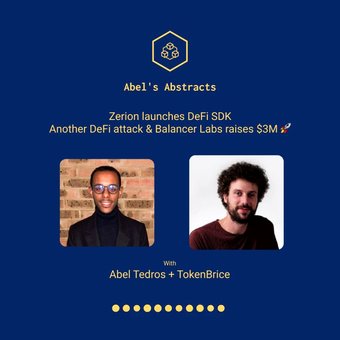 Abel's Abstracts
Zerion launches DeFi SDK
Another DeFi attack & Balancer Labs raises $3M 🚀
With
Abel Tedros + TokenBrice